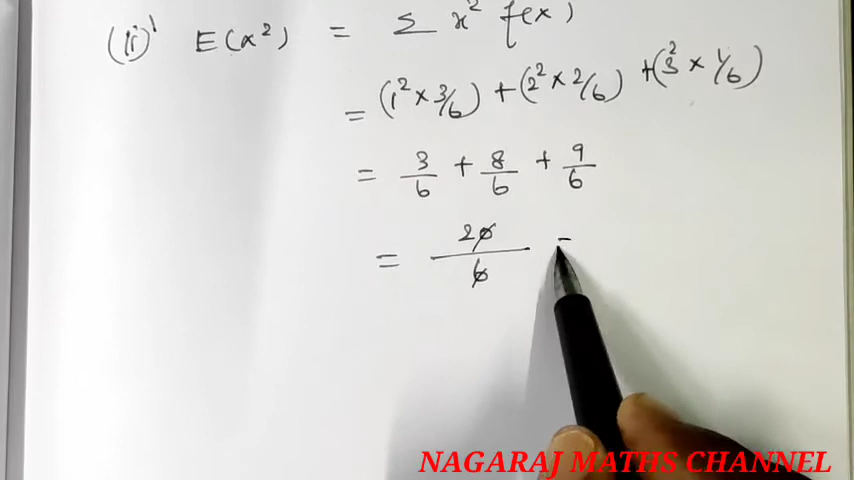 (ii) E(x²) = Σ x² f(x)
= (1² × 3/6) + (2² × 2/6) + (3² × 1/6)
= 3/6 + 8/6 + 9/6
= 20/6 =
NAGARAJ MATHS CHANNEL